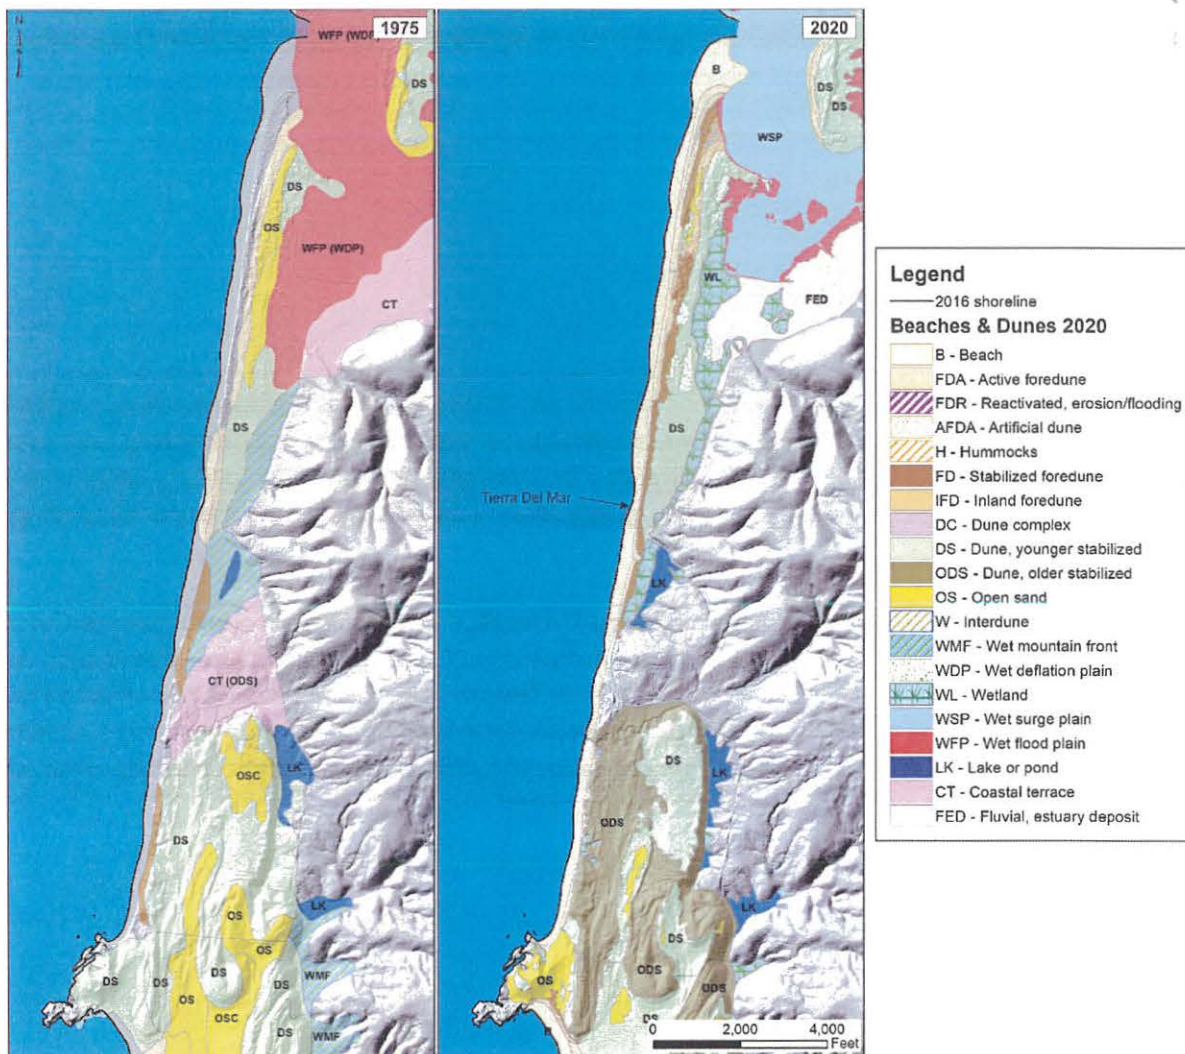 N
WFP (WDP)
1975
DS
DS
OS
WFP (WDP)
CT
DS
CT (ODS)
OSC
LK
DS
LK
OS
OS
DS
WMF
DS
DS
OS
OSC
DS
WMF
2020
B
DS
DS
WSP
WL
FED
DS
Tierra Del Mar
LK
DS
LK
ODS
LK
DS
OS
ODS
ODS
DS
0 2,000 4,000
Feet
Legend
2016 shoreline
Beaches & Dunes 2020
B - Beach
FDA - Active foredune
FDR - Reactivated, erosion/flooding
AFDA - Artificial dune
H - Hummocks
FD - Stabilized foredune
IFD - Inland foredune
DC - Dune complex
DS - Dune, younger stabilized
ODS - Dune, older stabilized
OS - Open sand
W - Interdune
WMF - Wet mountain front
WDP - Wet deflation plain
WL - Wetland
WSP - Wet surge plain
WFP - Wet flood plain
LK - Lake or pond
CT - Coastal terrace
FED - Fluvial, estuary deposit